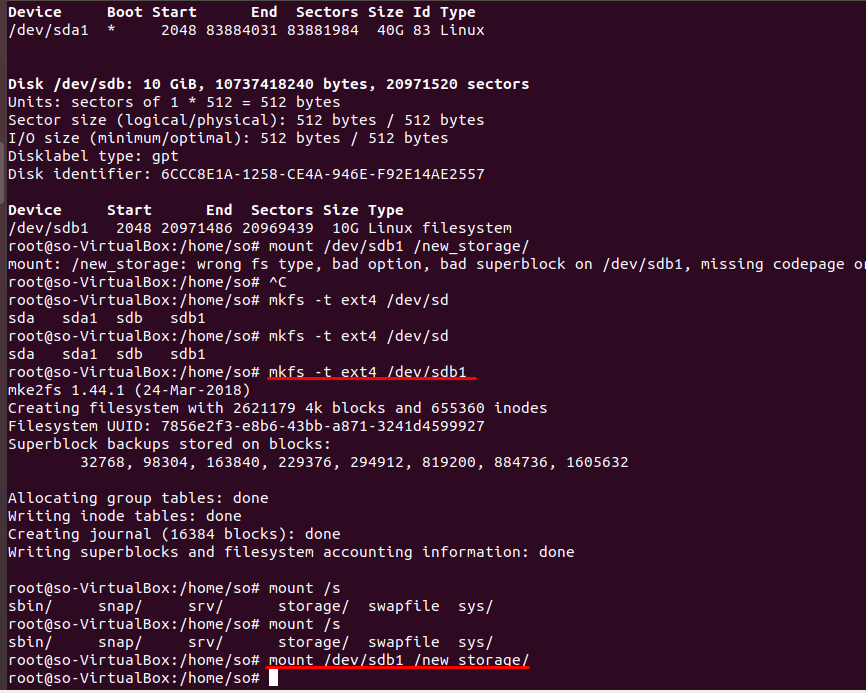 Device     Boot Start      End  Sectors Size Id Type
/dev/sda1  *     2048 83884031 83881984  40G 83 Linux
Disk /dev/sdb: 10 GiB, 10737418240 bytes, 20971520 sectors
Units: sectors of 1 * 512 = 512 bytes
Sector size (logical/physical): 512 bytes / 512 bytes
I/O size (minimum/optimal): 512 bytes / 512 bytes
Disklabel type: gpt
Disk identifier: 6CCC8E1A-1258-CE4A-946E-F92E14AE2557
Device     Start      End  Sectors Size Type
/dev/sdb1   2048 20971486 20969439  10G Linux filesystem
root@so-VirtualBox:/home/so# mount /dev/sdb1 /new_storage/
mount: /new_storage: wrong fs type, bad option, bad superblock on /dev/sdb1, missing codepage or
root@so-VirtualBox:/home/so# ^C
root@so-VirtualBox:/home/so# mkfs -t ext4 /dev/sd
sda   sda1  sdb   sdb1
root@so-VirtualBox:/home/so# mkfs -t ext4 /dev/sd
sda   sda1  sdb   sdb1
root@so-VirtualBox:/home/so# mkfs -t ext4 /dev/sdb1
mke2fs 1.44.1 (24-Mar-2018)
Creating filesystem with 2621179 4k blocks and 655360 inodes
Filesystem UUID: 7856e2f3-e8b6-43bb-a871-3241d4599927
Superblock backups stored on blocks:
        32768, 98304, 163840, 229376, 294912, 819200, 884736, 1605632
Allocating group tables: done
Writing inode tables: done
Creating journal (16384 blocks): done
Writing superblocks and filesystem accounting information: done
root@so-VirtualBox:/home/so# mount /s
sbin/     snap/     srv/      storage/  swapfile  sys/
root@so-VirtualBox:/home/so# mount /s
sbin/     snap/     srv/      storage/  swapfile  sys/
root@so-VirtualBox:/home/so# mount /dev/sdb1 /new_storage/
root@so-VirtualBox:/home/so#